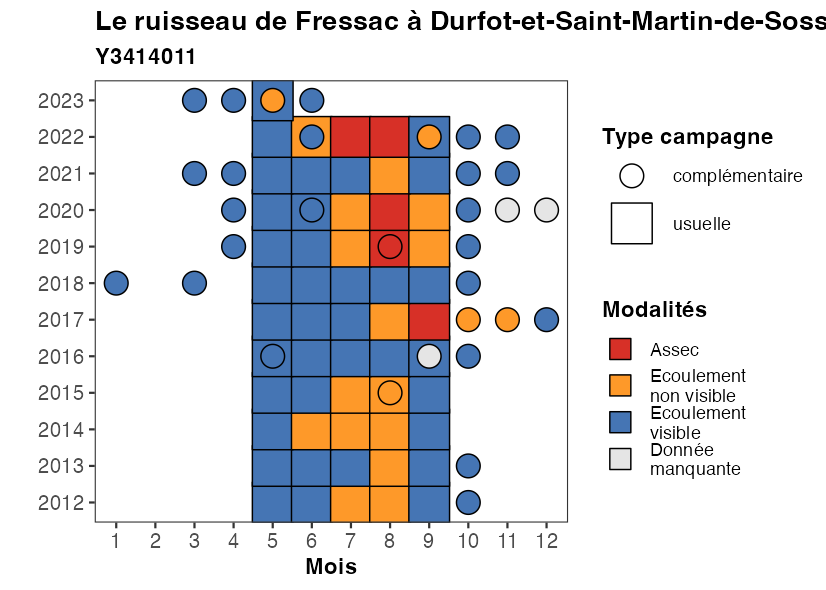 Le ruisseau de Fressac à Durfot-et-Saint-Martin-de-Soss
Y3414011
2023
2022
2021
2020
2019
2018
2017
2016
2015
2014
2013
2012
1 2 3 4 5 6 7 8 9 10 11 12
Mois
Type campagne
complémentaire
usuelle
Modalités
Assec
Ecoulement
non visible
Ecoulement
visible
Donnée
manquante